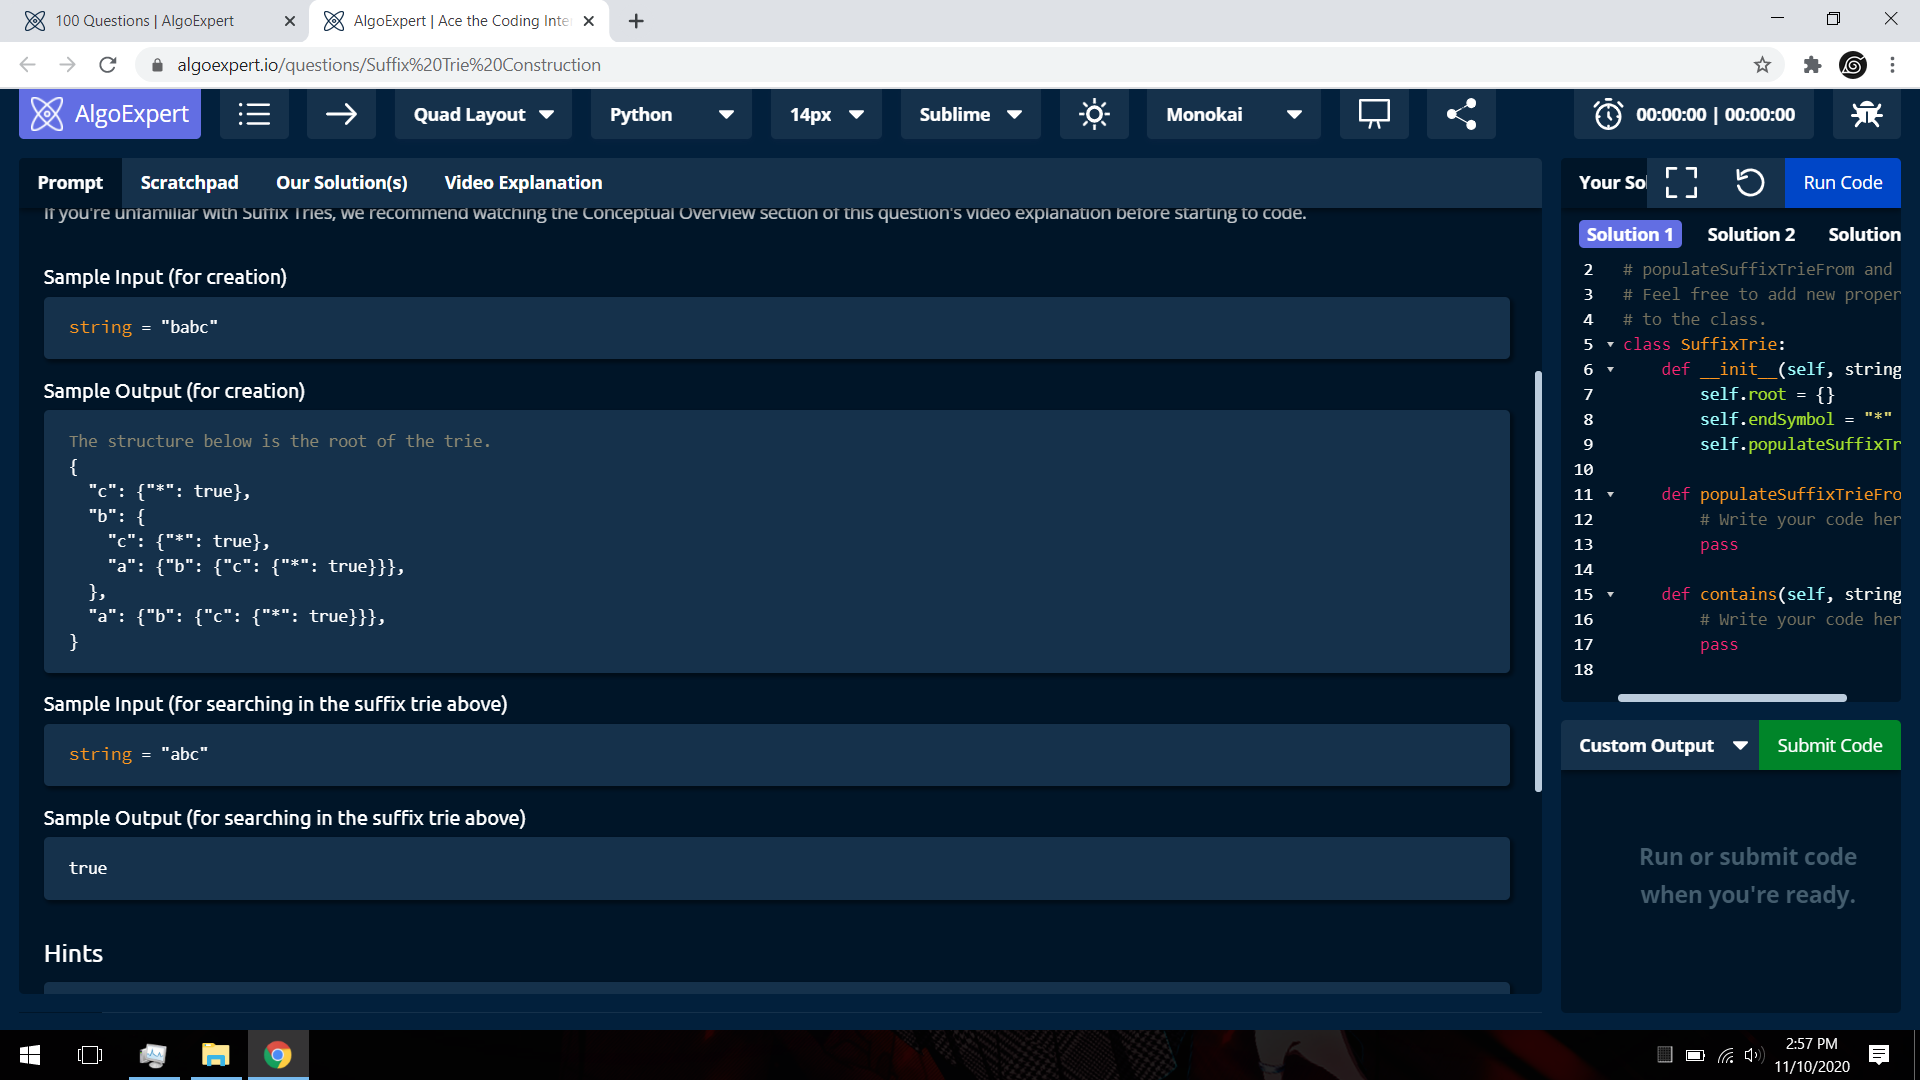 100 Questions | AlgoExpert
AlgoExpert | Ace the Coding Inte
algoexpert.io/questions/Suffix%20Trie%20Construction
AlgoExpert
Quad Layout
Python
14px
Sublime
Monokai
00:00:00 | 00:00:00
Prompt
Scratchpad
Our Solution(s)
Video Explanation
If you're unfamiliar with Suffix Tries, we recommend watching the Conceptual Overview section of this question's video explanation before starting to code.
Sample Input (for creation)
string = "babc"
Sample Output (for creation)
The structure below is the root of the trie.
{
"c": {"*": true},
"b": {
"c": {"*": true},
"a": {"b": {"c": {"*": true}}},
},
"a": {"b": {"c": {"*": true}}},
}
Sample Input (for searching in the suffix trie above)
string = "abc"
Sample Output (for searching in the suffix trie above)
true
Hints
Your Sol
Run Code
Solution 1
Solution 2
Solution
2 # populateSuffixTrieFrom and
3 # Feel free to add new proper
4 # to the class.
5 class SuffixTrie:
6 def __init__(self, string
7 self.root = {}
8 self.endSymbol = "*"
9 self.populateSuffixTr
10
11 def populateSuffixTrieFro
12 # Write your code her
13 pass
14
15 def contains(self, string
16 # Write your code her
17 pass
18
Custom Output
Submit Code
Run or submit code
when you're ready.
2:57 PM
11/10/2020